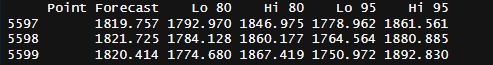 Point Forecast Lo 80 Hi 80 Lo 95 Hi 95
5597 1819.757 1792.970 1846.975 1778.962 1861.561
5598 1821.725 1784.128 1860.177 1764.564 1880.885
5599 1820.414 1774.680 1867.419 1750.972 1892.830